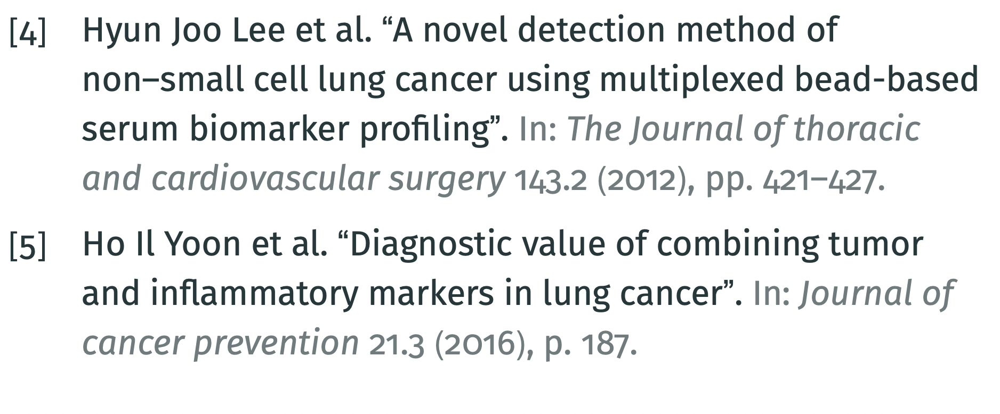 [4] Hyun Joo Lee et al. “A novel detection method of
non–small cell lung cancer using multiplexed bead-based
serum biomarker profiling”. In: The Journal of thoracic
and cardiovascular surgery 143.2 (2012), pp. 421–427.
[5] Ho Il Yoon et al. “Diagnostic value of combining tumor
and inflammatory markers in lung cancer”. In: Journal of
cancer prevention 21.3 (2016), p. 187.